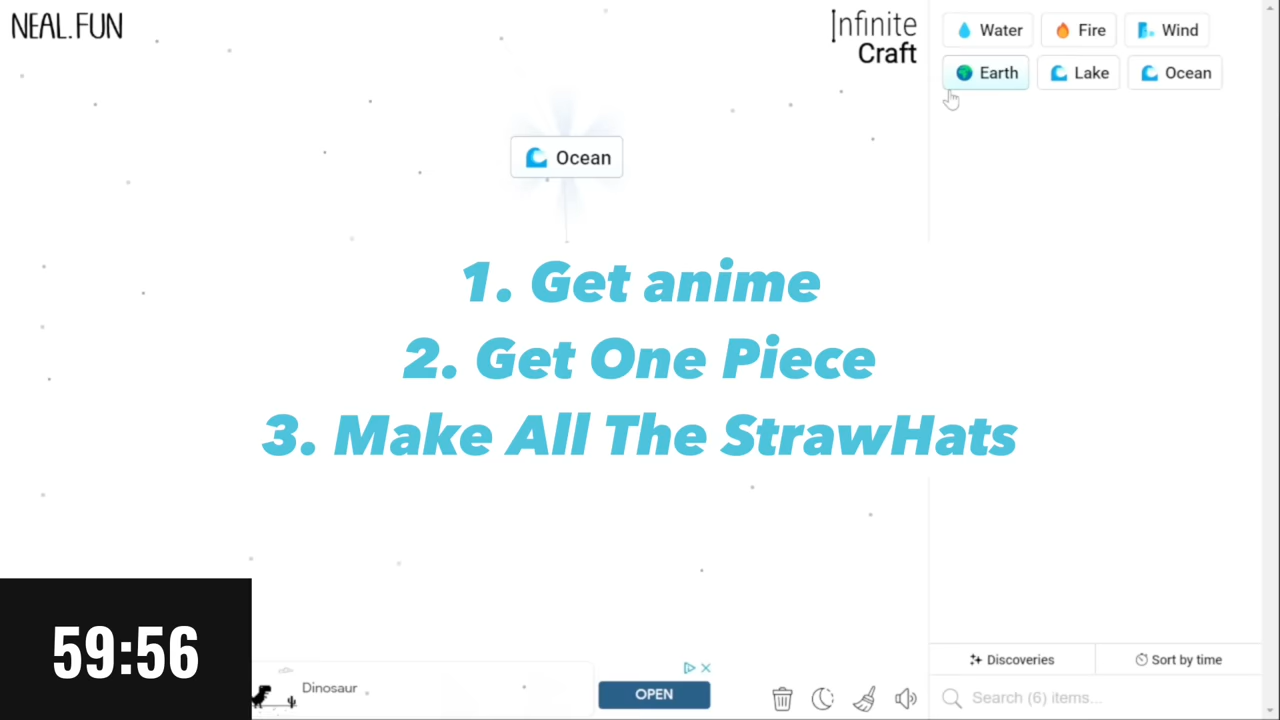 NEAL.FUN
Infinite
Craft
Water
Fire
Wind
Earth
Lake
Ocean
Ocean
1. Get anime
2. Get One Piece
3. Make All The StrawHats
59:56
Dinosaur
OPEN
Discoveries
Sort by time
Search (6) items...